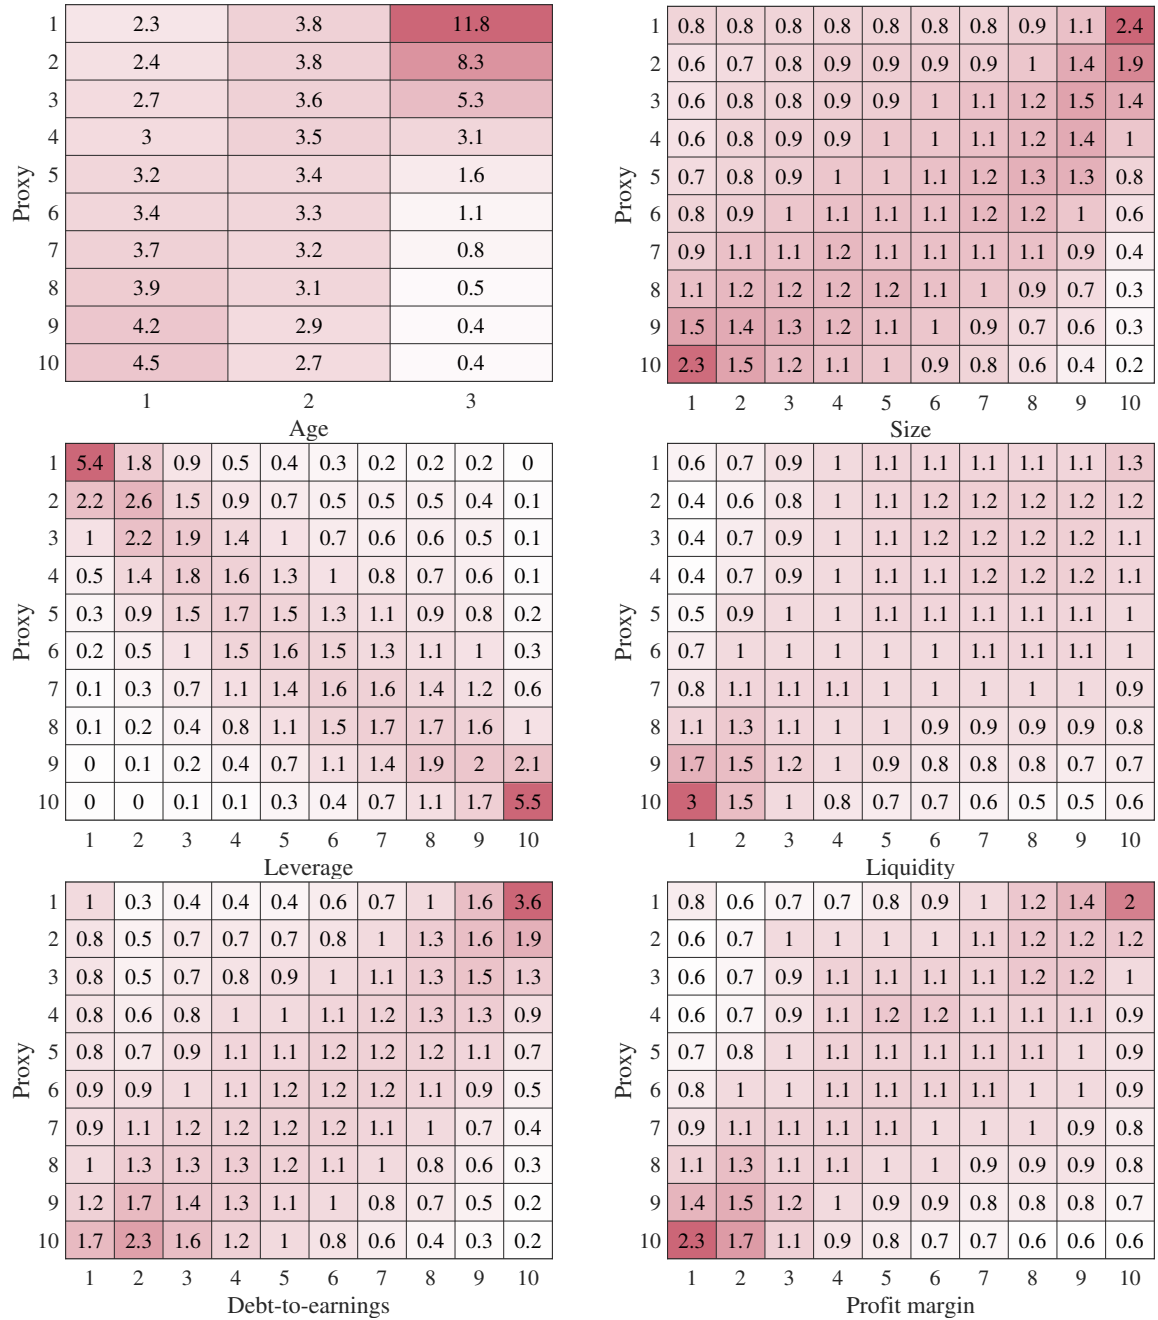 1 2.3 3.8 11.8
2 2.4 3.8 8.3
3 2.7 3.6 5.3
4 3 3.5 3.1
5 3.2 3.4 1.6
6 3.4 3.3 1.1
7 3.7 3.2 0.8
8 3.9 3.1 0.5
9 4.2 2.9 0.4
10 4.5 2.7 0.4
Proxy
1 2 3
Age
1 0.8 0.8 0.8 0.8 0.8 0.8 0.8 0.9 1.1 2.4
2 0.6 0.7 0.8 0.9 0.9 0.9 0.9 1 1.4 1.9
3 0.6 0.8 0.8 0.9 0.9 1 1.1 1.2 1.5 1.4
4 0.6 0.8 0.9 0.9 1 1 1.1 1.2 1.4 1
5 0.7 0.8 0.9 1 1 1.1 1.2 1.3 1.3 0.8
6 0.8 0.9 1 1.1 1.1 1.1 1.2 1.2 1 0.6
7 0.9 1.1 1.1 1.2 1.1 1.1 1.1 1.1 0.9 0.4
8 1.1 1.2 1.2 1.2 1.2 1.1 1 0.9 0.7 0.3
9 1.5 1.4 1.3 1.2 1.1 1 0.9 0.7 0.6 0.3
10 2.3 1.5 1.2 1.1 1 0.9 0.8 0.6 0.4 0.2
Proxy
1 2 3 4 5 6 7 8 9 10
Size
1 5.4 1.8 0.9 0.5 0.4 0.3 0.2 0.2 0.2 0
2 2.2 2.6 1.5 0.9 0.7 0.5 0.5 0.5 0.4 0.1
3 1 2.2 1.9 1.4 1 0.7 0.6 0.6 0.5 0.1
4 0.5 1.4 1.8 1.6 1.3 1 0.8 0.7 0.6 0.1
5 0.3 0.9 1.5 1.7 1.5 1.3 1.1 0.9 0.8 0.2
6 0.2 0.5 1 1.5 1.6 1.5 1.3 1.1 1 0.3
7 0.1 0.3 0.7 1.1 1.4 1.6 1.6 1.4 1.2 0.6
8 0.1 0.2 0.4 0.8 1.1 1.5 1.7 1.7 1.6 1
9 0 0.1 0.2 0.4 0.7 1.1 1.4 1.9 2 2.1
10 0 0 0.1 0.1 0.3 0.4 0.7 1.1 1.7 5.5
Proxy
1 2 3 4 5 6 7 8 9 10
Leverage
1 0.6 0.7 0.9 1 1.1 1.1 1.1 1.1 1.1 1.3
2 0.4 0.6 0.8 1 1.1 1.2 1.2 1.2 1.2 1.2
3 0.4 0.7 0.9 1 1.1 1.2 1.2 1.2 1.2 1.1
4 0.4 0.7 0.9 1 1.1 1.1 1.2 1.2 1.2 1.1
5 0.5 0.9 1 1 1.1 1.1 1.1 1.1 1.1 1
6 0.7 1 1 1 1 1 1.1 1.1 1.1 1
7 0.8 1.1 1.1 1.1 1 1 1 1 1 0.9
8 1.1 1.3 1.1 1 1 0.9 0.9 0.9 0.9 0.8
9 1.7 1.5 1.2 1 0.9 0.8 0.8 0.8 0.7 0.7
10 3 1.5 1 0.8 0.7 0.7 0.6 0.5 0.5 0.6
Proxy
1 2 3 4 5 6 7 8 9 10
Liquidity
1 1 0.3 0.4 0.4 0.4 0.6 0.7 1 1.6 3.6
2 0.8 0.5 0.7 0.7 0.7 0.8 1 1.3 1.6 1.9
3 0.8 0.5 0.7 0.8 0.9 1 1.1 1.3 1.5 1.3
4 0.8 0.6 0.8 1 1 1.1 1.2 1.3 1.3 0.9
5 0.8 0.7 0.9 1.1 1.1 1.2 1.2 1.2 1.1 0.7
6 0.9 0.9 1 1.1 1.2 1.2 1.2 1.1 0.9 0.5
7 0.9 1.1 1.2 1.2 1.2 1.2 1.1 1 0.7 0.4
8 1 1.3 1.3 1.3 1.2 1.1 1 0.8 0.6 0.3
9 1.2 1.7 1.4 1.3 1.1 1 0.8 0.7 0.5 0.2
10 1.7 2.3 1.6 1.2 1 0.8 0.6 0.4 0.3 0.2
Proxy
1 2 3 4 5 6 7 8 9 10
Debt-to-earnings
1 0.8 0.6 0.7 0.7 0.8 0.9 1 1.2 1.4 2
2 0.6 0.7 1 1 1 1 1.1 1.2 1.2 1.2
3 0.6 0.7 0.9 1.1 1.1 1.1 1.1 1.2 1.2 1
4 0.6 0.7 0.9 1.1 1.2 1.2 1.1 1.1 1.1 0.9
5 0.7 0.8 1 1.1 1.1 1.1 1.1 1.1 1 0.9
6 0.8 1 1 1.1 1.1 1.1 1.1 1 1 0.9
7 0.9 1.1 1.1 1.1 1.1 1 1 1 0.9 0.8
8 1.1 1.3 1.1 1.1 1 1 0.9 0.9 0.9 0.8
9 1.4 1.5 1.2 1 0.9 0.9 0.8 0.8 0.8 0.7
10 2.3 1.7 1.1 0.9 0.8 0.7 0.7 0.6 0.6 0.6
Proxy
1 2 3 4 5 6 7 8 9 10
Profit margin